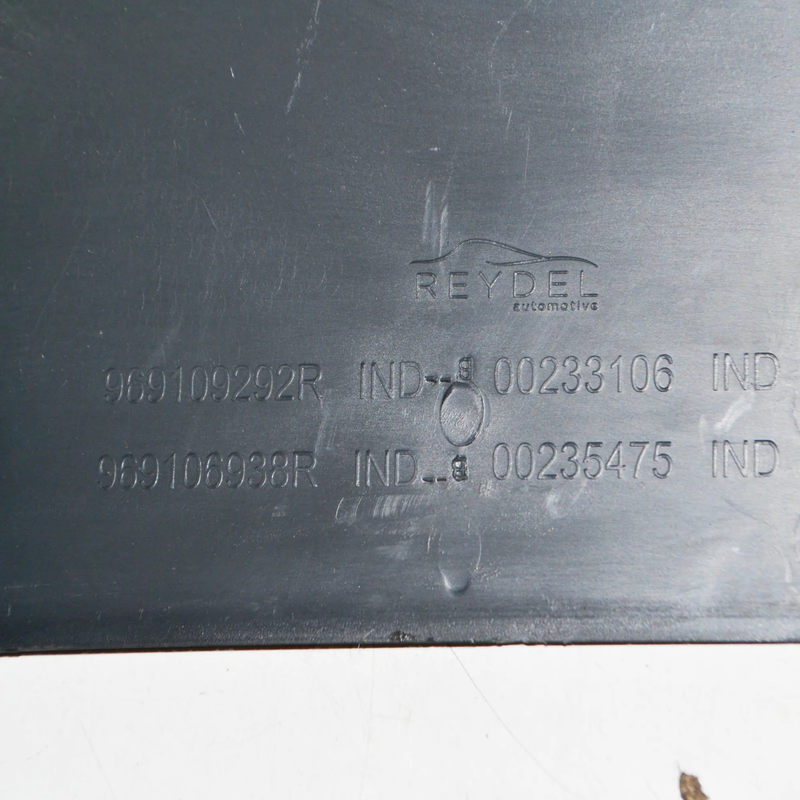 REYDEL
automotive
969109292R IND--B 00233106 IND
969106938R IND--B 00235475 IND